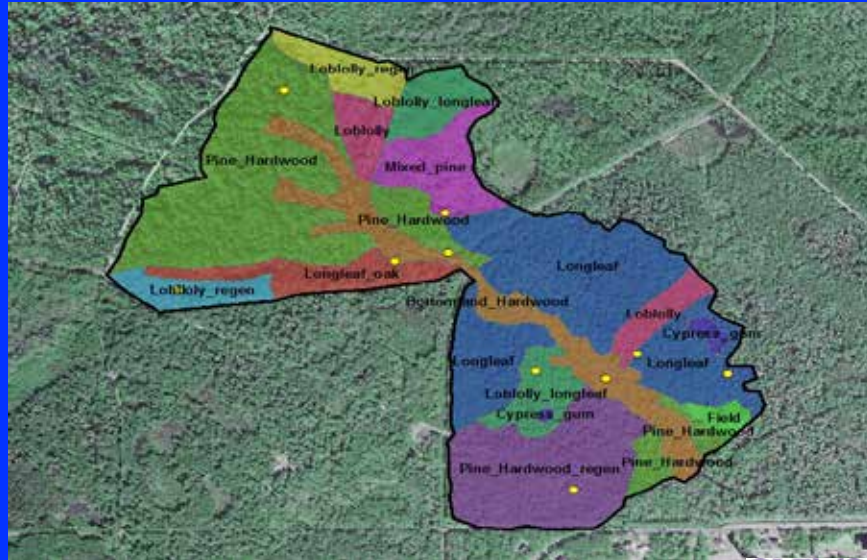 Loblolly_regen
Loblolly_longleaf
Loblolly
Pine_Hardwood
Mixed_pine
Pine_Hardwood
Longleaf
Longleaf_oak
Loblloly_regen
Bottomland_Hardwood
Loblolly
Cypress_gum
Longleaf
Longleaf
Loblolly_longleaf
Cypress_gum
Field
Pine_Hardwood
Pine_Hardwood
Pine_Hardwood_regen